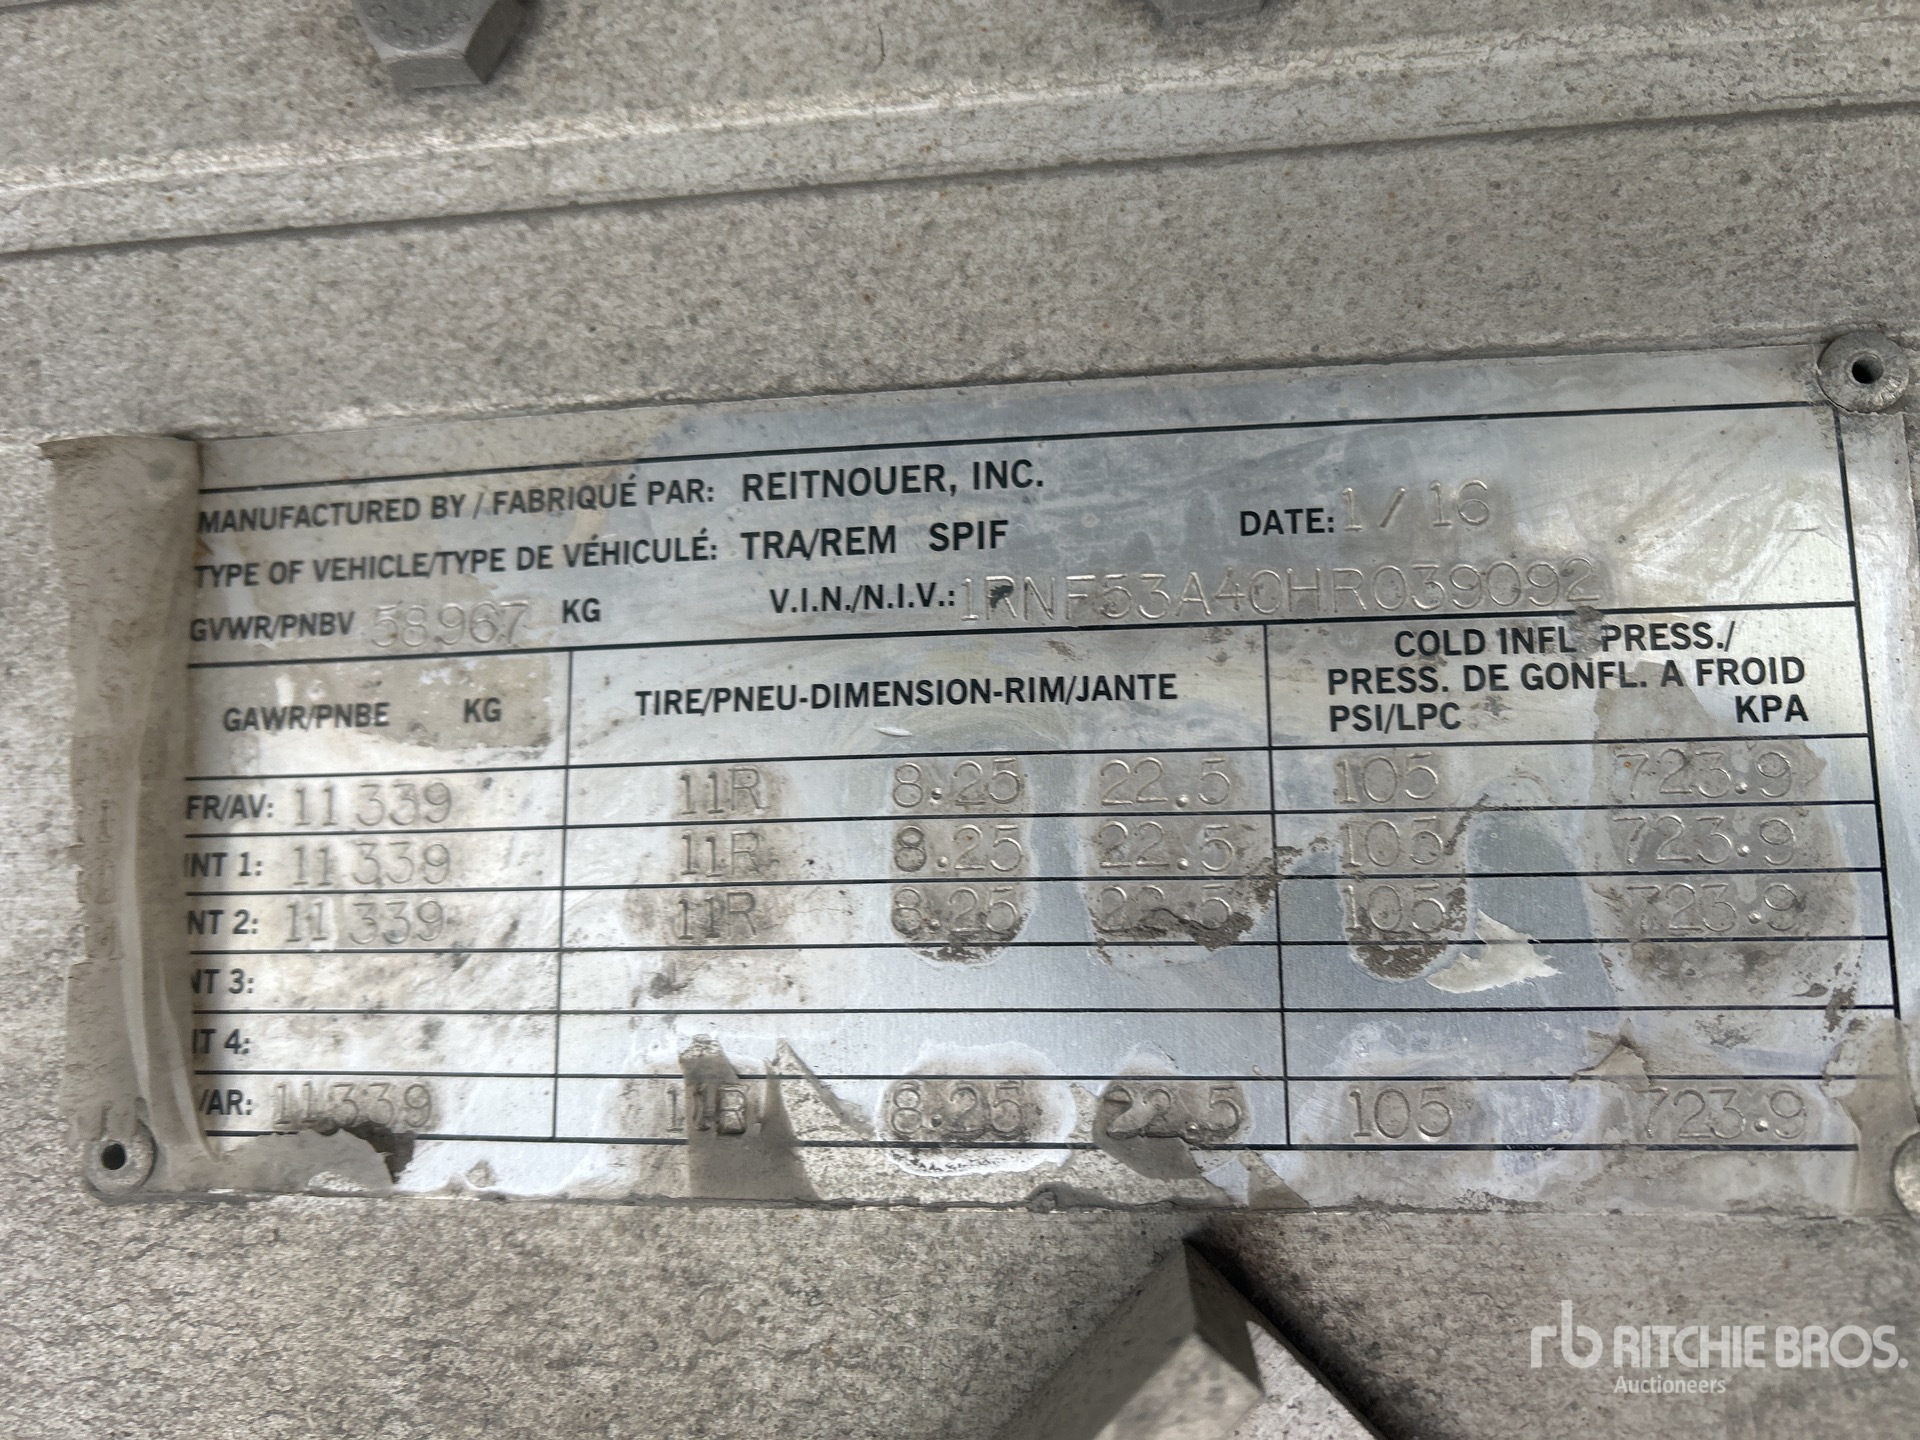 MANUFACTURED BY / FABRIQUÉ PAR: REITNOUER, INC.
TYPE OF VEHICLE/TYPE DE VÉHICULÉ: TRA/REM SPIF DATE: 1 / 16
GVWR/PNBV 58967 KG V.I.N./N.I.V.: 1RNF53A40HR039092
GAWR/PNBE KG TIRE/PNEU-DIMENSION-RIM/JANTE COLD INFL PRESS./
PRESS. DE GONFL. A FROID
PSI/LPC KPA
FR/AV: 11339 11R 8.25 22.5 105 723.9
INT 1: 11339 11R 8.25 22.5 105 723.9
NT 2: 11339 11R 8.25 22.5 105 723.9
NT 3:
IT 4:
/AR: 11339 11R 8.25 22.5 105 723.9
rb RITCHIE BROS.
Auctioneers